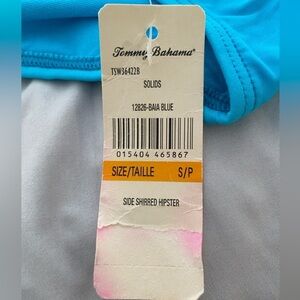 Tommy Bahama®
TSW36422B
SOLIDS
12826-BAIA BLUE
015404 465867
SIZE/TAILLE S/P
SIDE SHIRRED HIPSTER